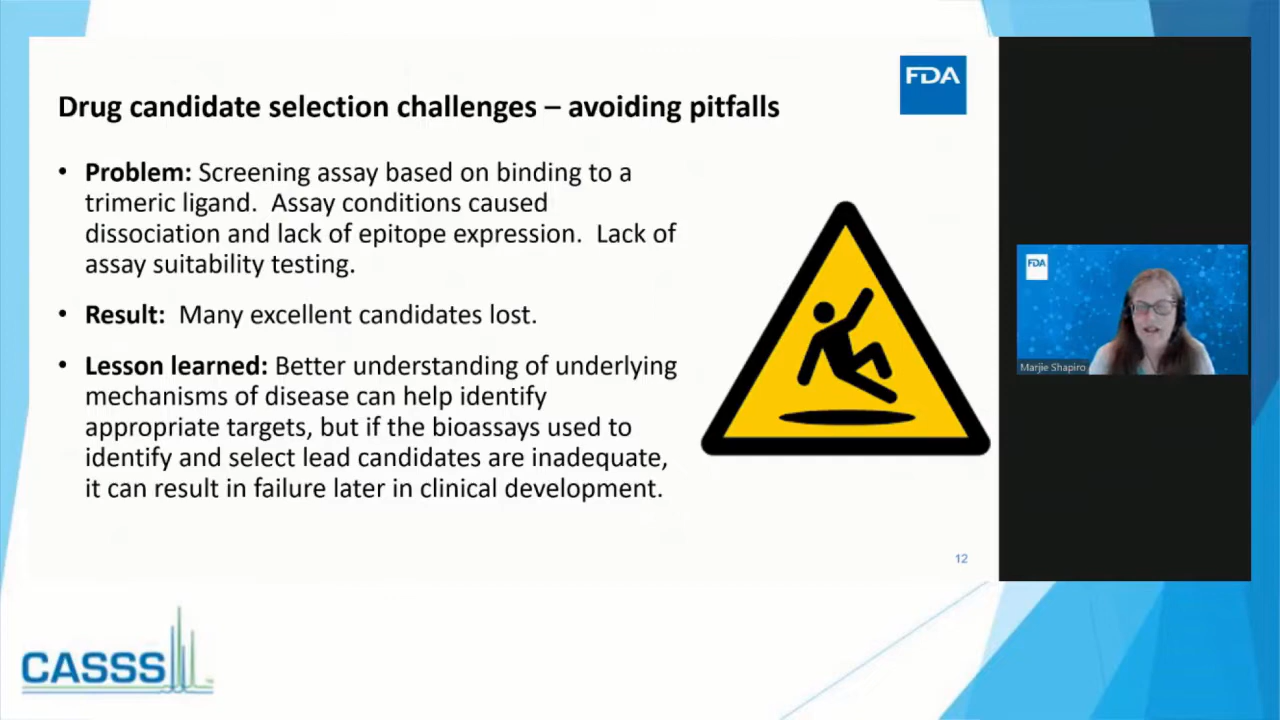 FDA
Drug candidate selection challenges – avoiding pitfalls
• Problem: Screening assay based on binding to a
trimeric ligand.  Assay conditions caused
dissociation and lack of epitope expression.  Lack of
assay suitability testing.
• Result:  Many excellent candidates lost.
• Lesson learned: Better understanding of underlying
mechanisms of disease can help identify
appropriate targets, but if the bioassays used to
identify and select lead candidates are inadequate,
it can result in failure later in clinical development.
12
FDA
Marjie Shapiro
CASSS